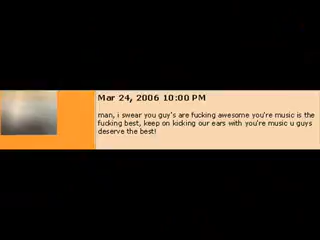 Mar 24, 2006 10:00 PM
man, i swear you guy's are fucking awesome you're music is the
fucking best, keep on kicking our ears with you're music u guys
deserve the best!